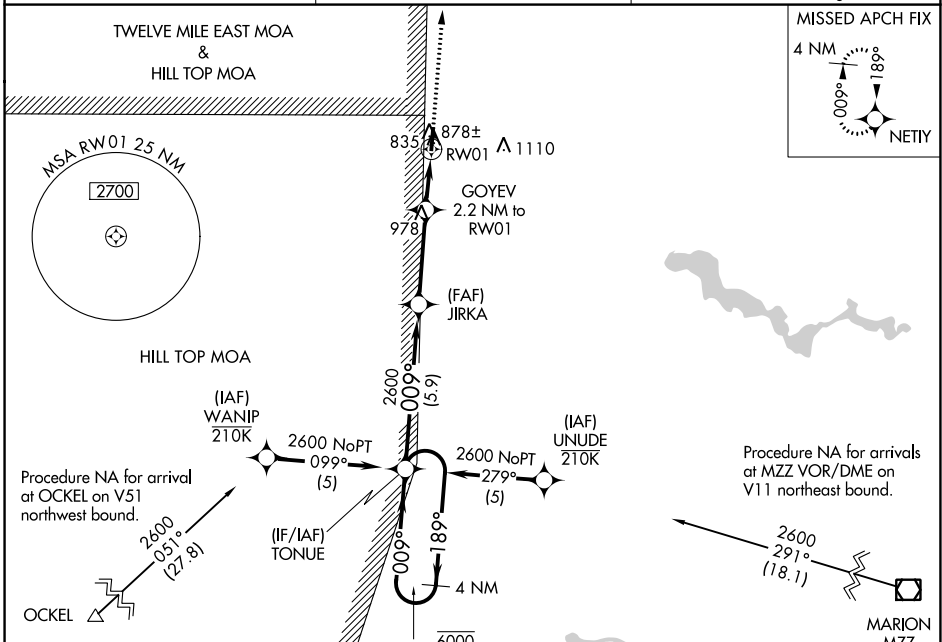 TWELVE MILE EAST MOA
&
HILL TOP MOA
MISSED APCH FIX
4 NM
009°
189°
NETIY
MSA RW01 25 NM
2700
835
878±
RW01
1110
GOYEV
2.2 NM to
RW01
978
(FAF)
JIRKA
HILL TOP MOA
2600
009°
(5.9)
(IAF)
WANIP
210K
2600 NoPT
099°
(5)
(IAF)
UNUDE
210K
2600 NoPT
279°
(5)
Procedure NA for arrival
at OCKEL on V51
northwest bound.
Procedure NA for arrivals
at MZZ VOR/DME on
V11 northeast bound.
(IF/IAF)
TONUE
009°
189°
4 NM
2600
051°
(27.8)
OCKEL
2600
291°
(18.1)
MARION
MZZ
6000